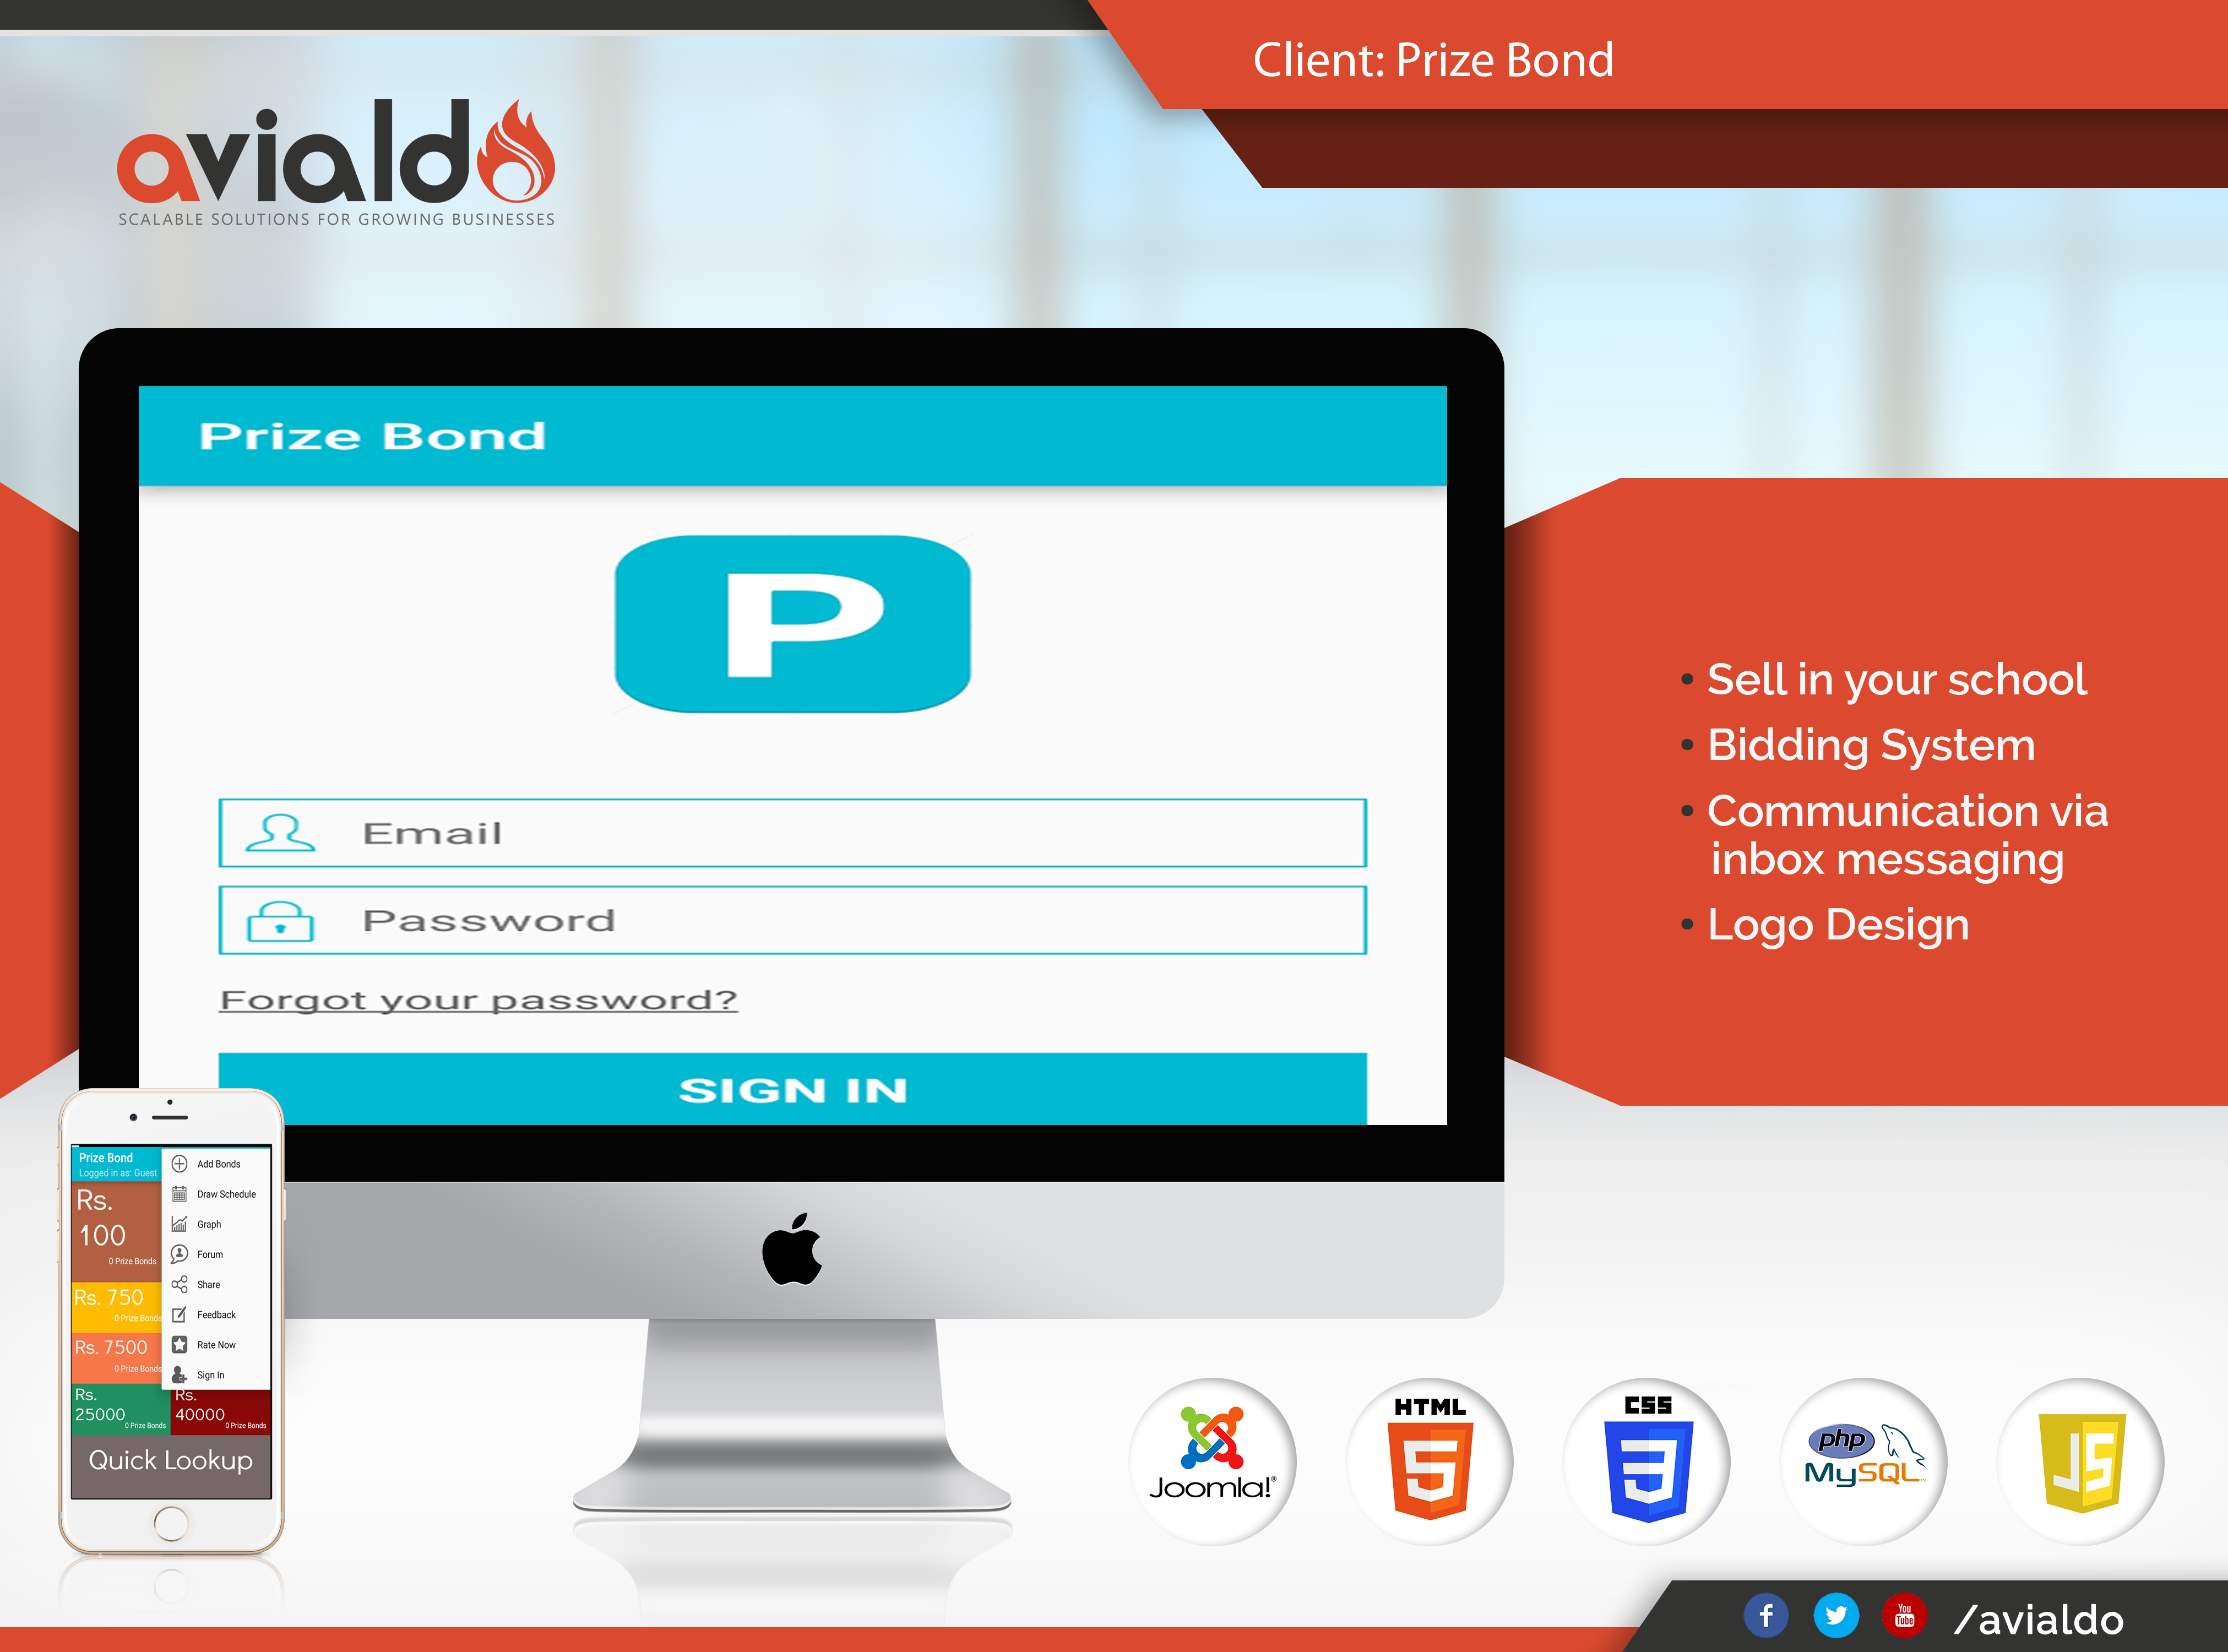 Client: Prize Bond
avialdo
SCALABLE SOLUTIONS FOR GROWING BUSINESSES
Prize Bond
P
Email
Password
Forgot your password?
SIGN IN
• Sell in your school
• Bidding System
• Communication via
inbox messaging
• Logo Design
Prize Bond
Logged in as: Guest
Rs.
100
0 Prize Bonds
Rs. 750
0 Prize Bonds
Rs. 7500
0 Prize Bonds
Rs.
25000
0 Prize Bonds
Rs.
40000
0 Prize Bonds
Quick Lookup
Add Bonds
Draw Schedule
Graph
Forum
Share
Feedback
Rate Now
Sign In
Joomla!®
HTML
5
CSS
3
php
MySQL™
JS
f
You
Tube
/avialdo